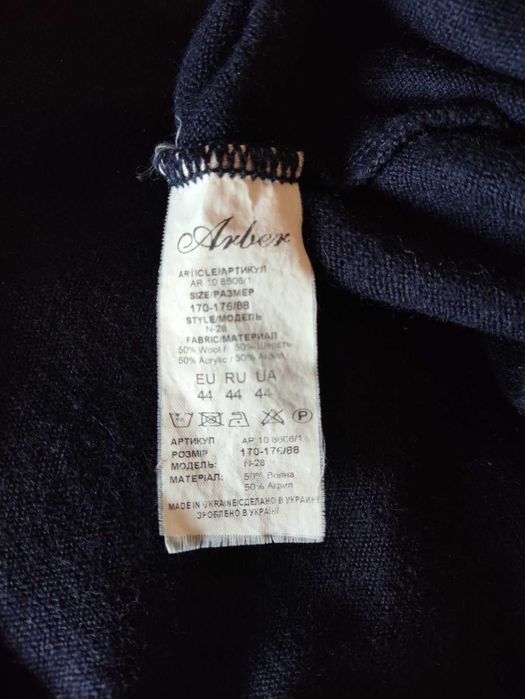 Arber
ARTICLE/АРТИКУЛ
AR 10 8606/1
SIZE/РАЗМЕР
170-176/88
STYLE/МОДЕЛЬ
N-28
FABRIC/МАТЕРИАЛ
50% Wool / 50% Шерсть
50% Acrylic / 50% Акрил
EU RU UA
44 44 44
P
АРТИКУЛ AR 10 8606/1
РОЗМІР 170-176/88
МОДЕЛЬ: N-28
МАТЕРІАЛ: 50% Вовна
50% Акрил
MADE IN UKRAINE/СДЕЛАНО В УКРАИНЕ
ЗРОБЛЕНО В УКРАЇНІ